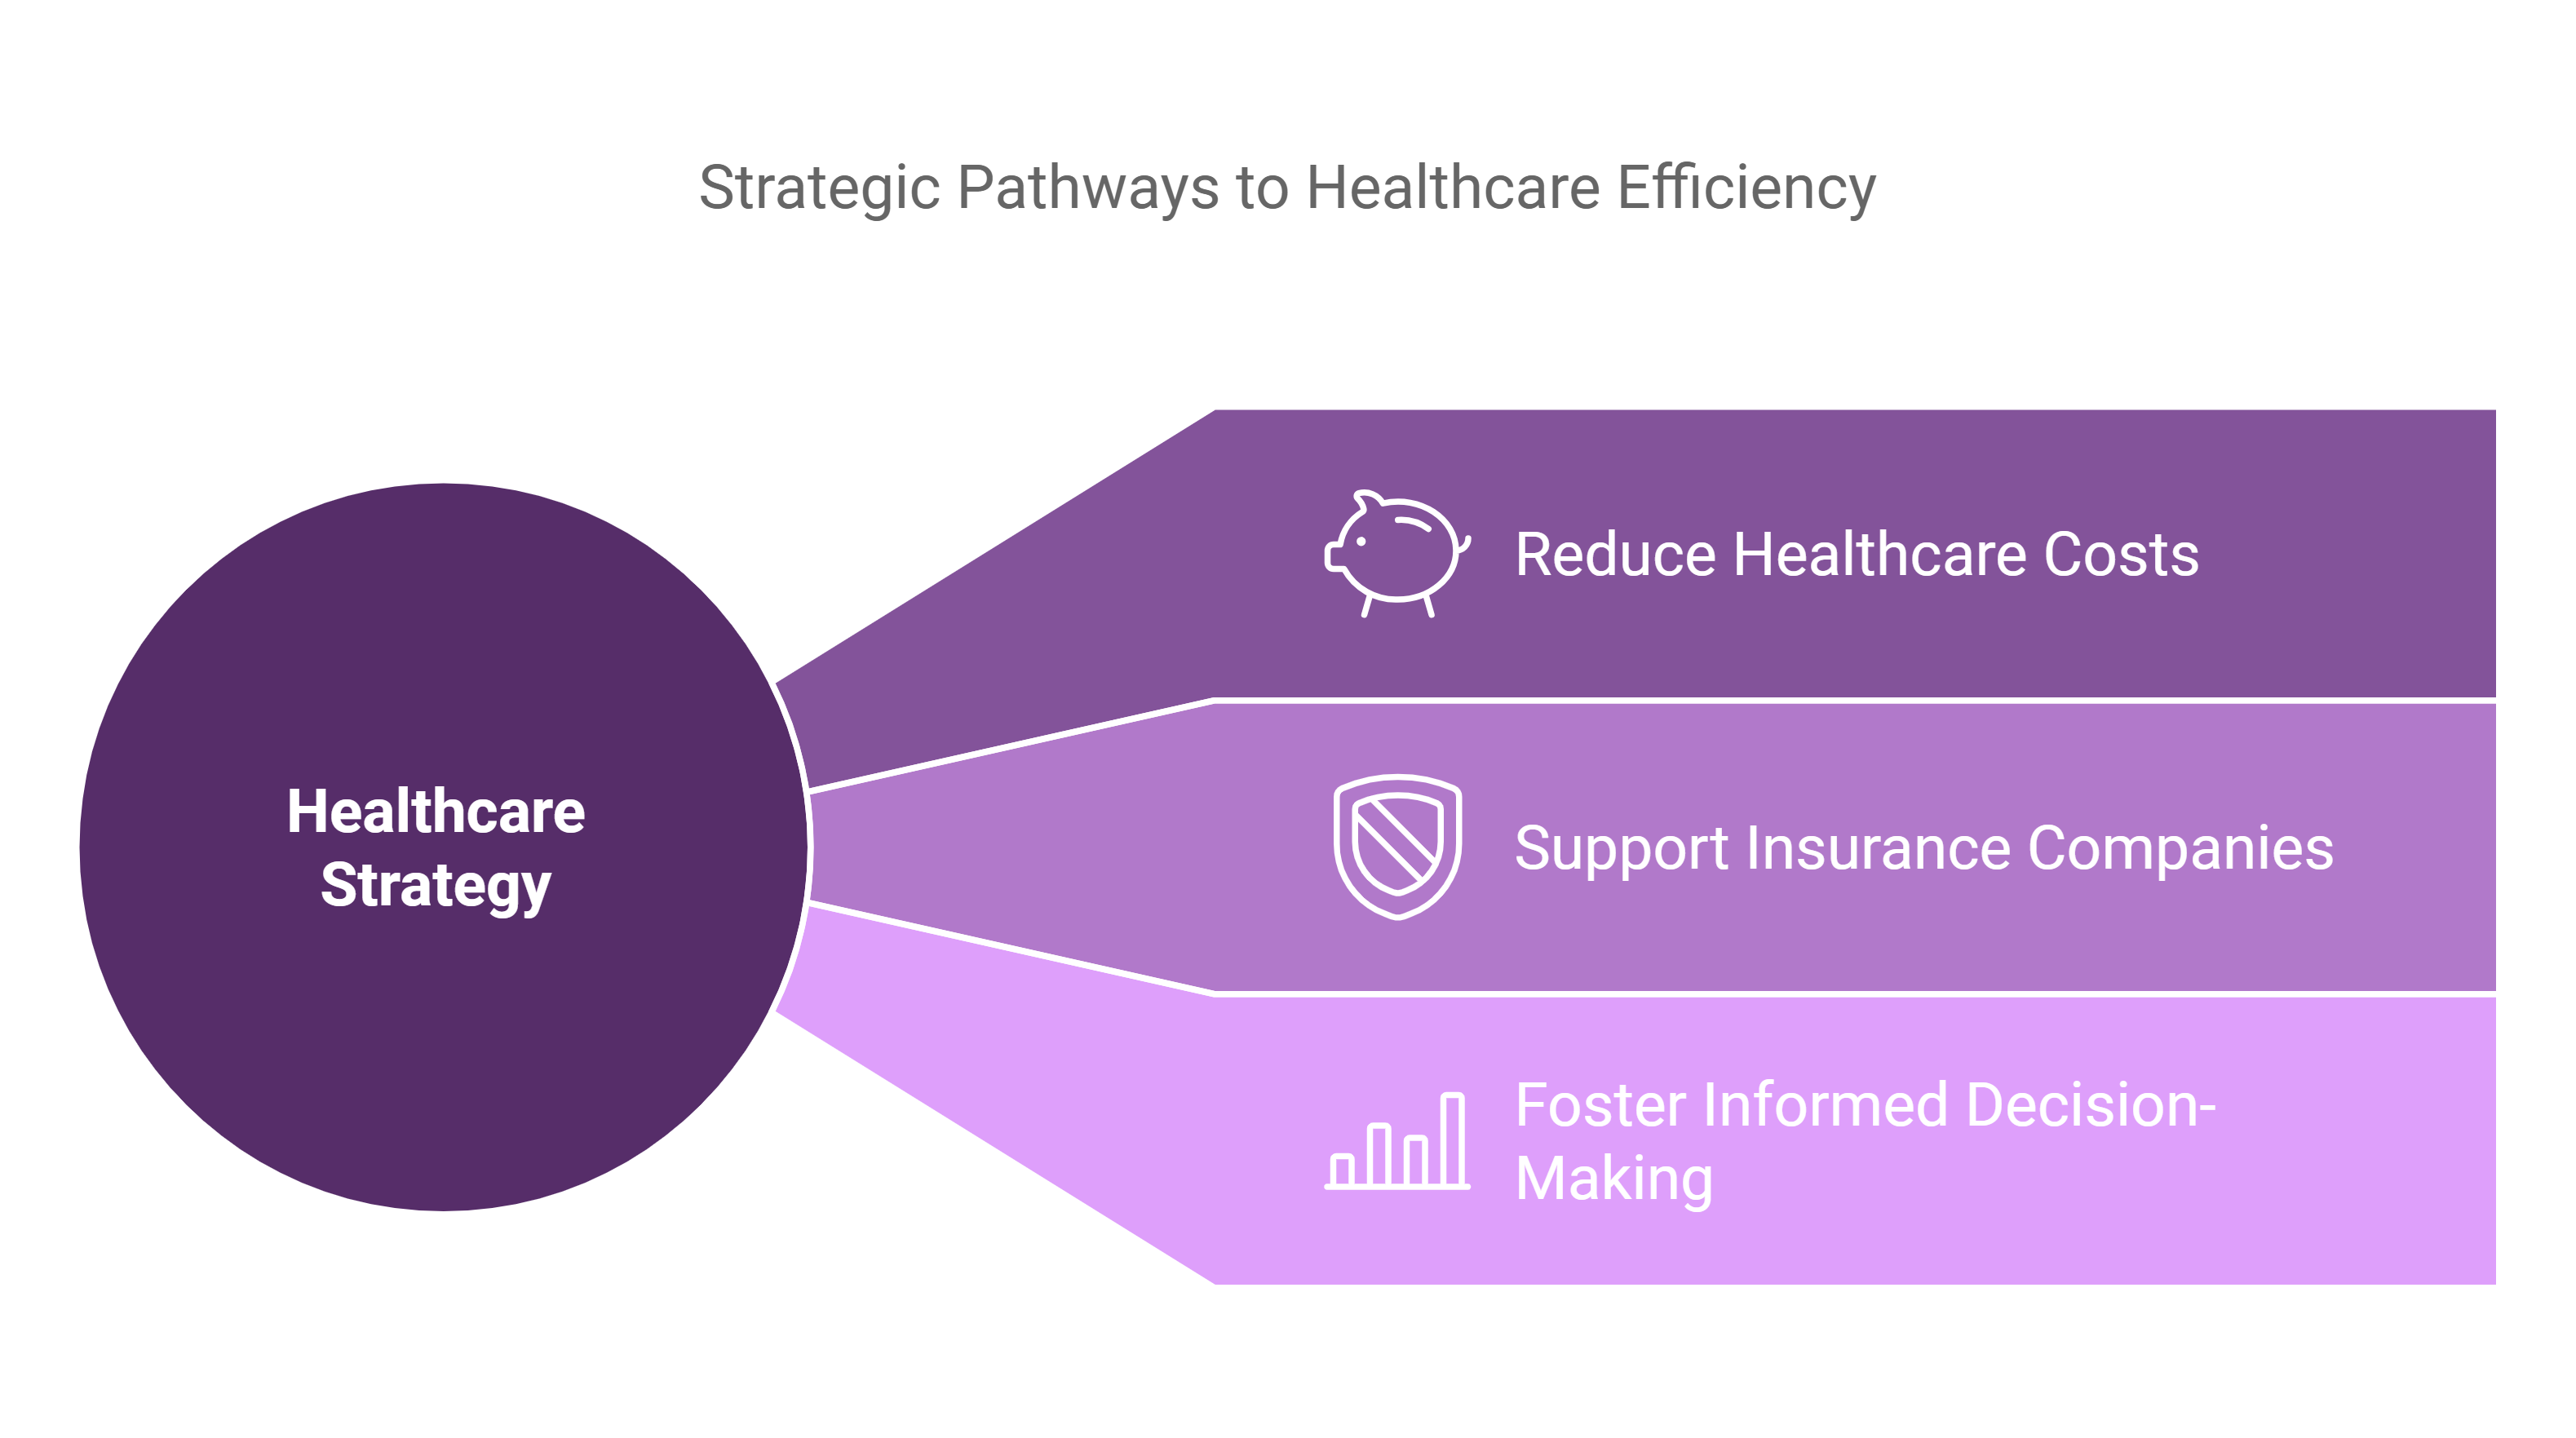 Strategic Pathways to Healthcare Efficiency
Healthcare
Strategy
Reduce Healthcare Costs
Support Insurance Companies
Foster Informed Decision-
Making